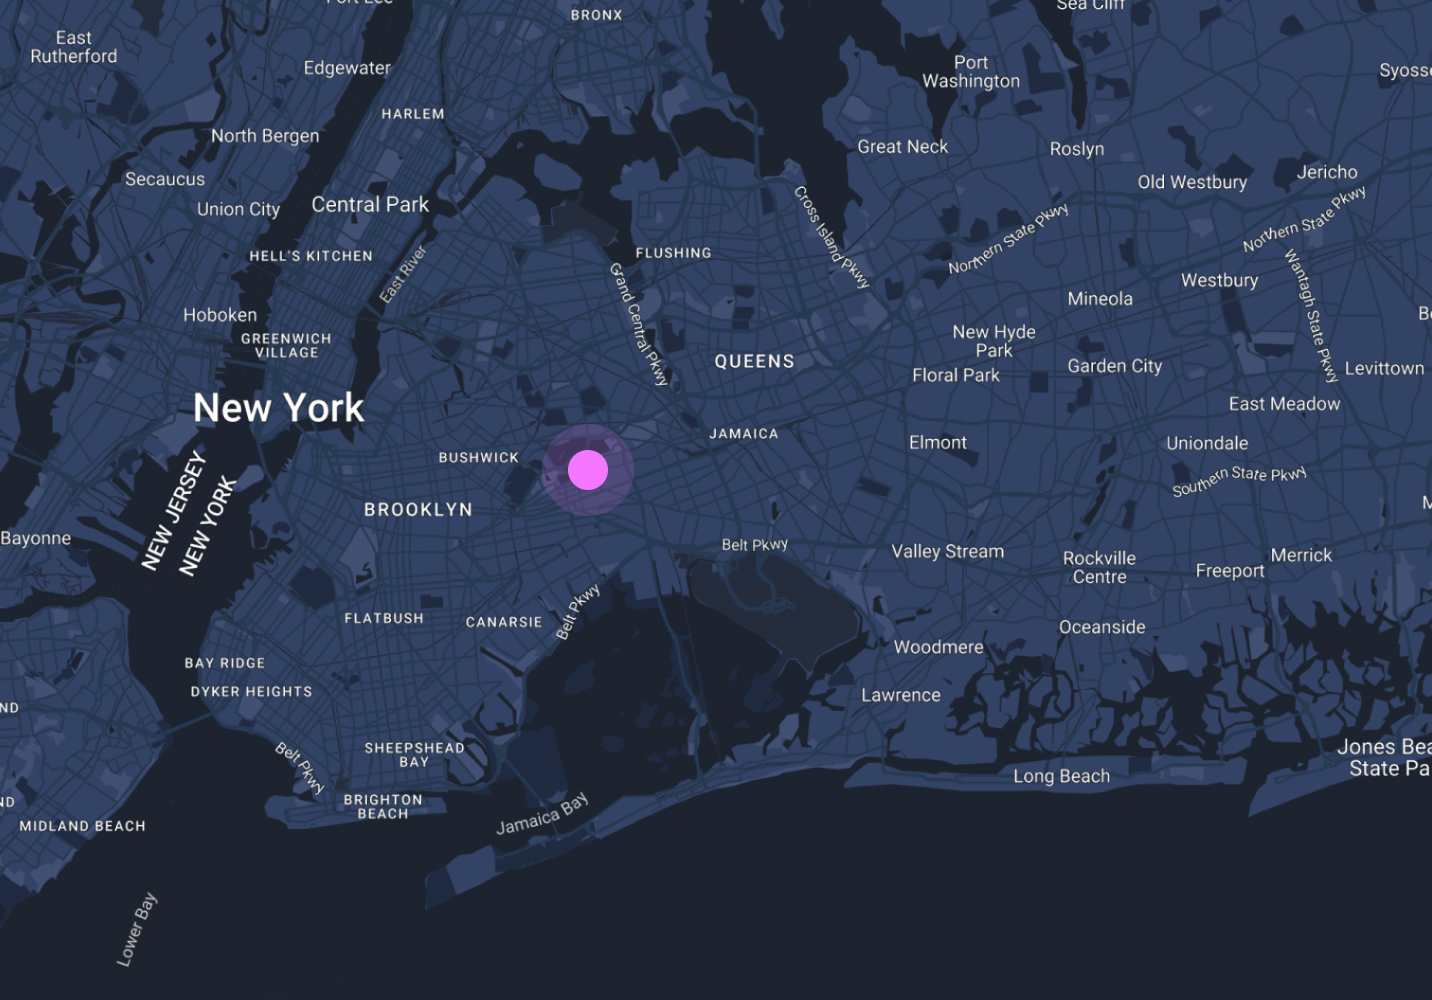 Sea Cliff
BRONX
East
Rutherford
Edgewater
Port
Washington
HARLEM
North Bergen
Great Neck
Roslyn
Secaucus
Old Westbury
Jericho
Union City
Central Park
Cross Island Pkwy
Northern State Pkwy
Northern State Pkwy
HELL'S KITCHEN
East River
FLUSHING
Grand Central Pkwy
Westbury
Wantagh State Pkwy
Hoboken
Mineola
GREENWICH
VILLAGE
New Hyde
Park
QUEENS
Floral Park
Garden City
Levittown
New York
East Meadow
JAMAICA
Elmont
Uniondale
BUSHWICK
Southern State Pkwy
NEW JERSEY
NEW YORK
BROOKLYN
Bayonne
Belt Pkwy
Valley Stream
Rockville
Centre
Merrick
Freeport
FLATBUSH
CANARSIE
Belt Pkwy
Oceanside
Woodmere
BAY RIDGE
DYKER HEIGHTS
Lawrence
ND
SHEEPSHEAD
BAY
Belt Pkwy
Jones Bea
State Pa
Long Beach
BRIGHTON
BEACH
Jamaica Bay
ND
MIDLAND BEACH
Lower Bay